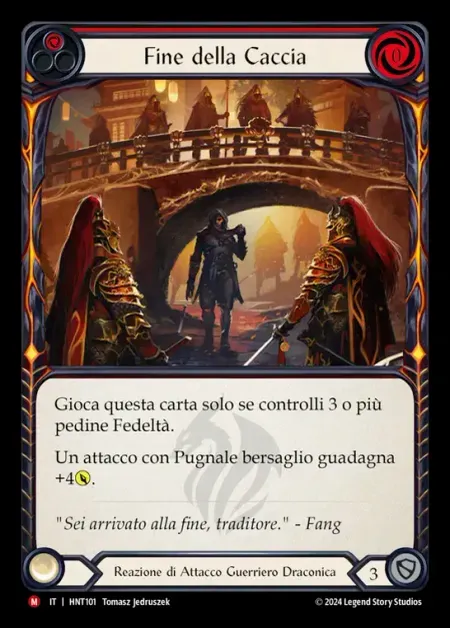 Fine della Caccia
0
Gioca questa carta solo se controlli 3 o più
pedine Fedeltà.
Un attacco con Pugnale bersaglio guadagna
+4.
"Sei arrivato alla fine, traditore." - Fang
Reazione di Attacco Guerriero Draconica
3
M IT | HNT101 Tomasz Jedruszek
© 2024 Legend Story Studios